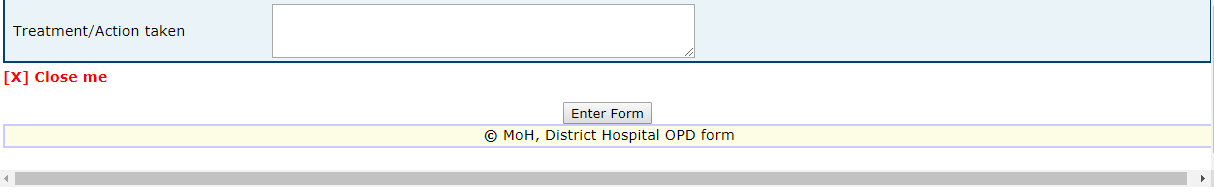 Treatment/Action taken
[X] Close me
Enter Form
© MoH, District Hospital OPD form